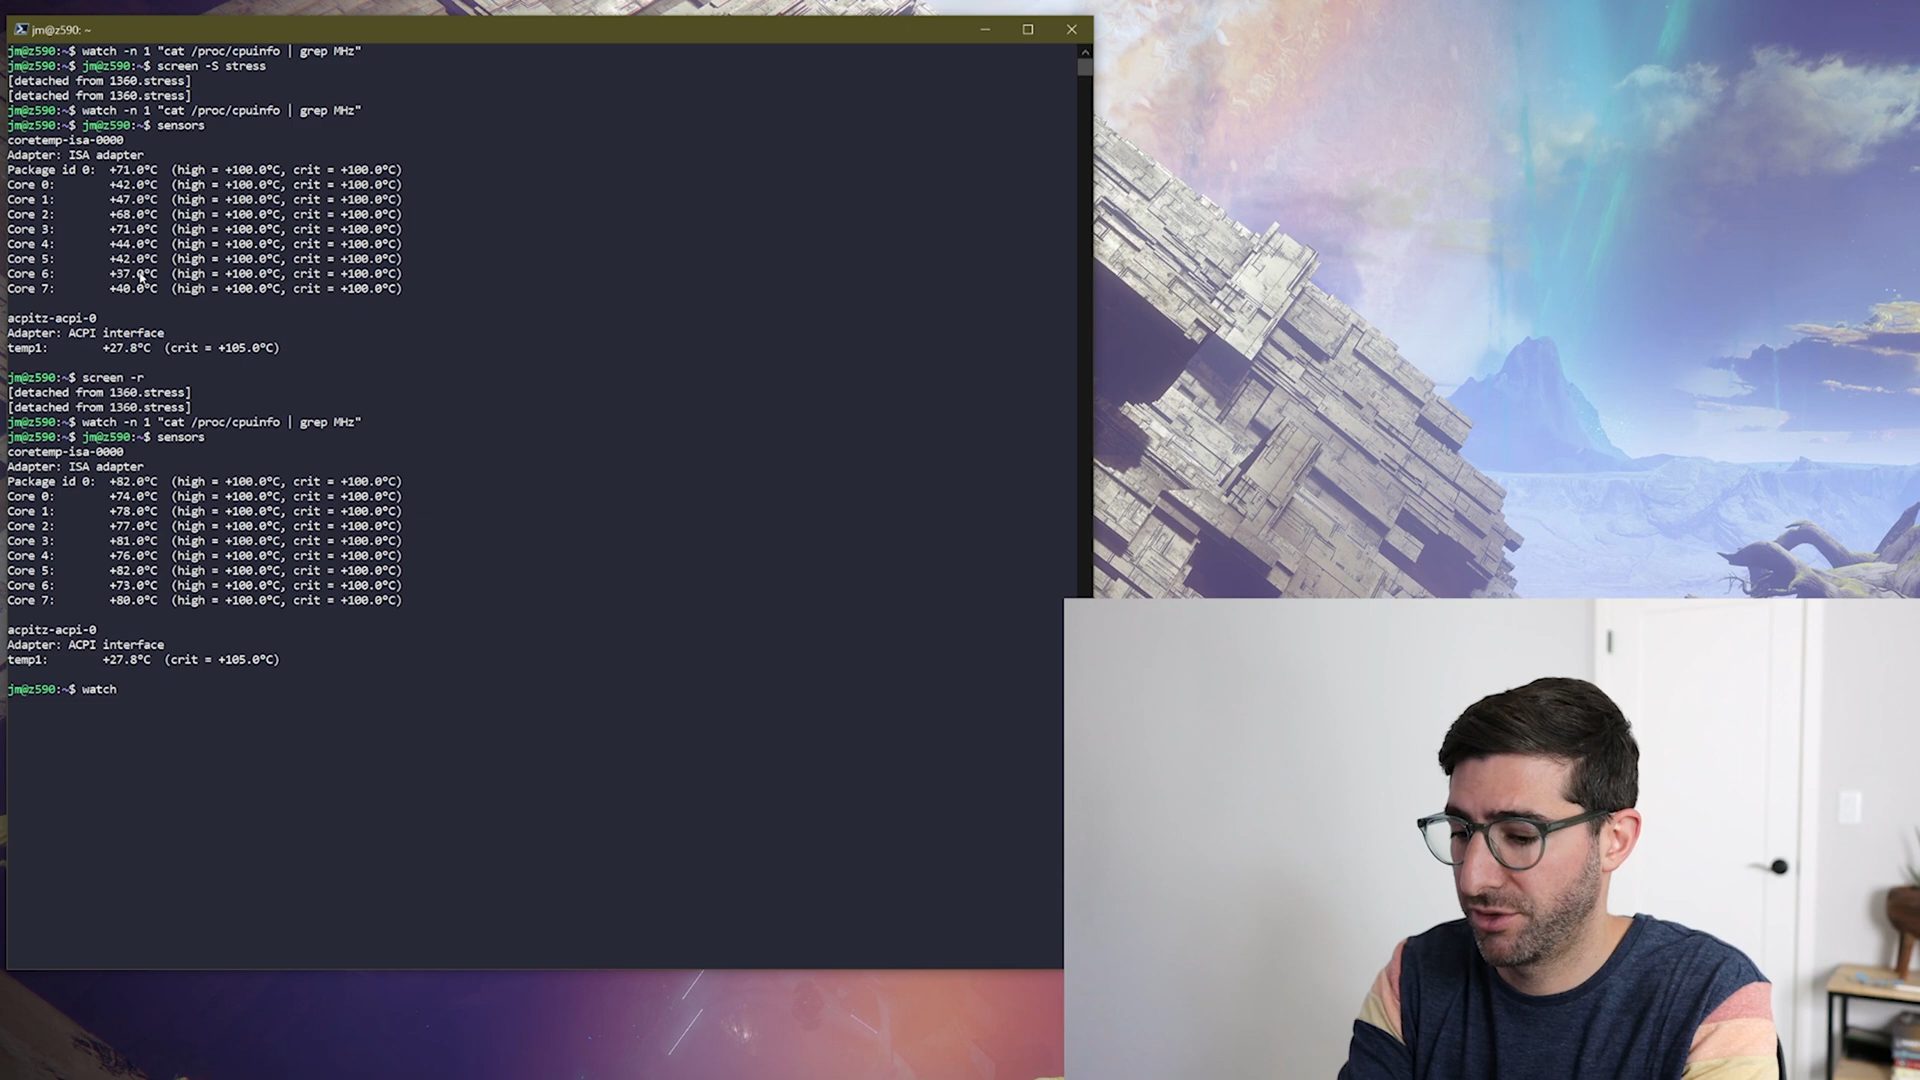 jm@z590: ~
jm@z590:~$ watch -n 1 "cat /proc/cpuinfo | grep MHz"
jm@z590:~$ jm@z590:~$ screen -S stress
[detached from 1360.stress]
[detached from 1360.stress]
jm@z590:~$ watch -n 1 "cat /proc/cpuinfo | grep MHz"
jm@z590:~$ jm@z590:~$ sensors
coretemp-isa-0000
Adapter: ISA adapter
Package id 0:  +71.0°C  (high = +100.0°C, crit = +100.0°C)
Core 0:        +42.0°C  (high = +100.0°C, crit = +100.0°C)
Core 1:        +47.0°C  (high = +100.0°C, crit = +100.0°C)
Core 2:        +68.0°C  (high = +100.0°C, crit = +100.0°C)
Core 3:        +71.0°C  (high = +100.0°C, crit = +100.0°C)
Core 4:        +44.0°C  (high = +100.0°C, crit = +100.0°C)
Core 5:        +42.0°C  (high = +100.0°C, crit = +100.0°C)
Core 6:        +37.0°C  (high = +100.0°C, crit = +100.0°C)
Core 7:        +40.0°C  (high = +100.0°C, crit = +100.0°C)
acpitz-acpi-0
Adapter: ACPI interface
temp1:        +27.8°C  (crit = +105.0°C)
jm@z590:~$ screen -r
[detached from 1360.stress]
[detached from 1360.stress]
jm@z590:~$ watch -n 1 "cat /proc/cpuinfo | grep MHz"
jm@z590:~$ jm@z590:~$ sensors
coretemp-isa-0000
Adapter: ISA adapter
Package id 0:  +82.0°C  (high = +100.0°C, crit = +100.0°C)
Core 0:        +74.0°C  (high = +100.0°C, crit = +100.0°C)
Core 1:        +78.0°C  (high = +100.0°C, crit = +100.0°C)
Core 2:        +77.0°C  (high = +100.0°C, crit = +100.0°C)
Core 3:        +81.0°C  (high = +100.0°C, crit = +100.0°C)
Core 4:        +76.0°C  (high = +100.0°C, crit = +100.0°C)
Core 5:        +82.0°C  (high = +100.0°C, crit = +100.0°C)
Core 6:        +73.0°C  (high = +100.0°C, crit = +100.0°C)
Core 7:        +80.0°C  (high = +100.0°C, crit = +100.0°C)
acpitz-acpi-0
Adapter: ACPI interface
temp1:        +27.8°C  (crit = +105.0°C)
jm@z590:~$ watch